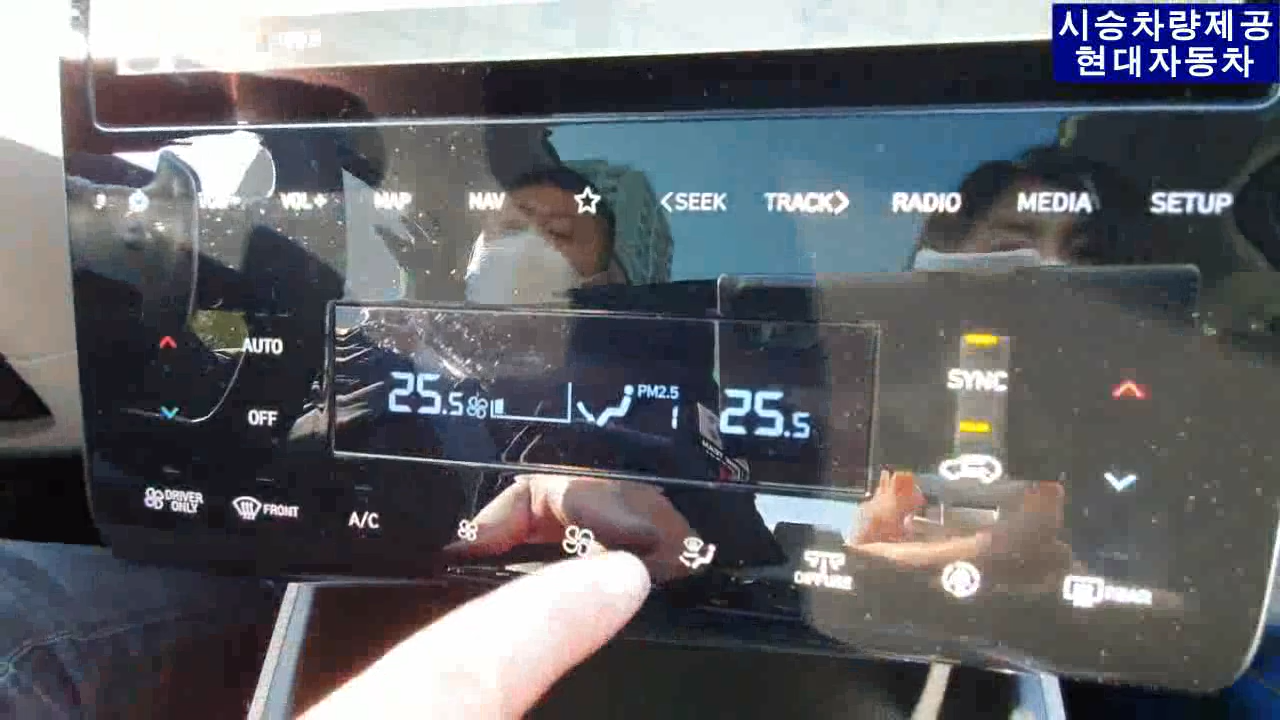 시승차량제공
현대자동차
VOL+ MAP NAV <SEEK TRACK> RADIO MEDIA SETUP
AUTO
OFF
25.5
PM2.5
1
25.5
SYNC
DRIVER
ONLY
FRONT
A/C
DIFFUSE
REAR